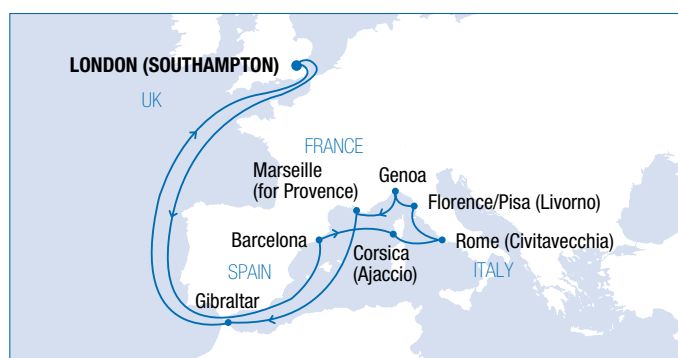 LONDON (SOUTHAMPTON)
UK
FRANCE
Marseille
(for Provence)
Genoa
Florence/Pisa (Livorno)
Barcelona
Corsica
(Ajaccio)
Rome (Civitavecchia)
SPAIN
ITALY
Gibraltar